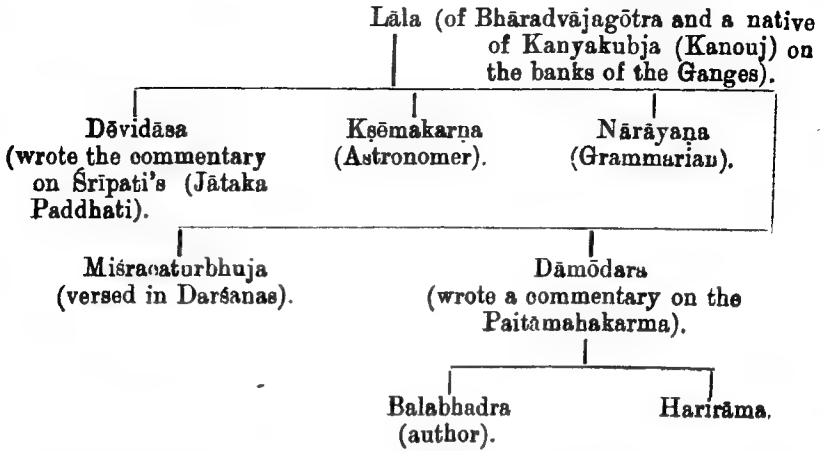 Lāla (of Bhāradvājagōtra and a native
of Kanyakubja (Kanouj) on
the banks of the Ganges).
Dēvidāsa
(wrote the commentary
on Śrīpati's (Jātaka
Paddhati).
Kṣēmakarṇa
(Astronomer).
Nārāyaṇa
(Grammarian).
Miśracaturbhuja
(versed in Darśanas).
Dāmōdara
(wrote a commentary on the
Paitāmahakarma).
Balabhadra
(author).
Harirāma.